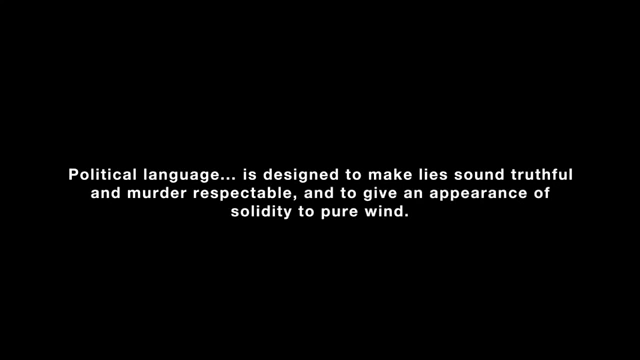 Political language... is designed to make lies sound truthful
and murder respectable, and to give an appearance of
solidity to pure wind.